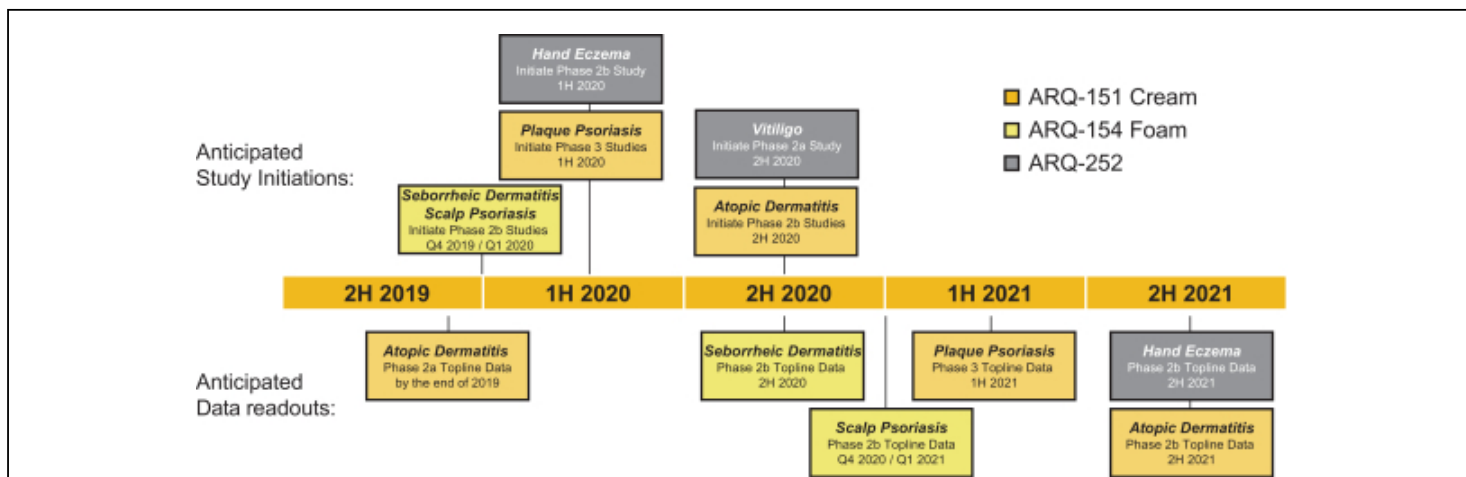 Hand Eczema
Initiate Phase 2b Study
1H 2020
Plaque Psoriasis
Initiate Phase 3 Studies
1H 2020
Vitiligo
Initiate Phase 2a Study
2H 2020
ARQ-151 Cream
ARQ-154 Foam
ARQ-252
Anticipated
Study Initiations:
Seborrheic Dermatitis
Scalp Psoriasis
Initiate Phase 2b Studies
Q4 2019 / Q1 2020
Atopic Dermatitis
Initiate Phase 2b Studies
2H 2020
2H 2019
1H 2020
2H 2020
1H 2021
2H 2021
Anticipated
Data readouts:
Atopic Dermatitis
Phase 2a Topline Data
by the end of 2019
Seborrheic Dermatitis
Phase 2b Topline Data
2H 2020
Scalp Psoriasis
Phase 2b Topline Data
Q4 2020 / Q1 2021
Plaque Psoriasis
Phase 3 Topline Data
1H 2021
Hand Eczema
Phase 2b Topline Data
2H 2021
Atopic Dermatitis
Phase 2b Topline Data
2H 2021